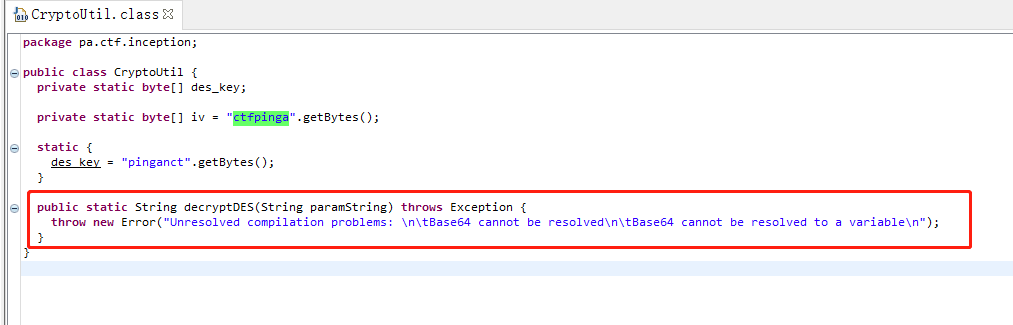 CryptoUtil.class
package pa.ctf.inception;
public class CryptoUtil {
private static byte[] des_key;
private static byte[] iv = "ctfpinga".getBytes();
static {
des_key = "pinganct".getBytes();
}
public static String decryptDES(String paramString) throws Exception {
throw new Error("Unresolved compilation problems: \n\tBase64 cannot be resolved\n\tBase64 cannot be resolved to a variable\n");
}
}